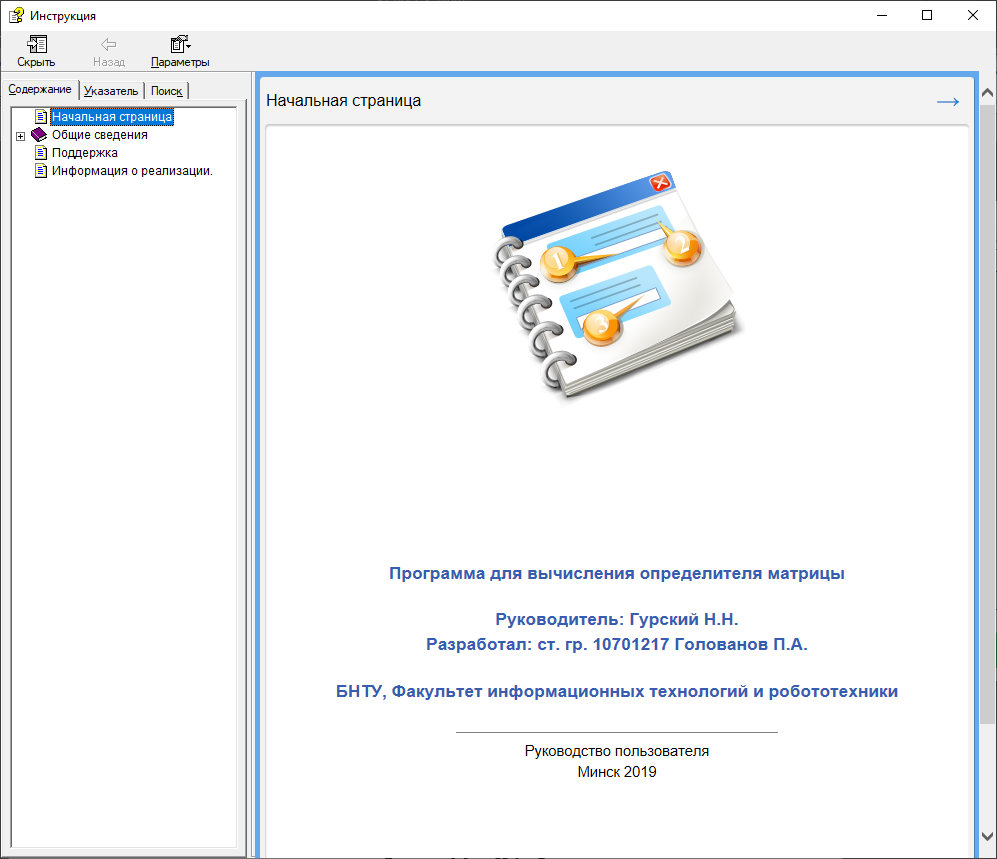 Инструкция
Скрыть
Назад
Параметры
Содержание
Указатель
Поиск
Начальная страница
Общие сведения
Поддержка
Информация о реализации.
Начальная страница
1
2
3
Программа для вычисления определителя матрицы
Руководитель: Гурский Н.Н.
Разработал: ст. гр. 10701217 Голованов П.А.
БНТУ, Факультет информационных технологий и робототехники
Руководство пользователя
Минск 2019